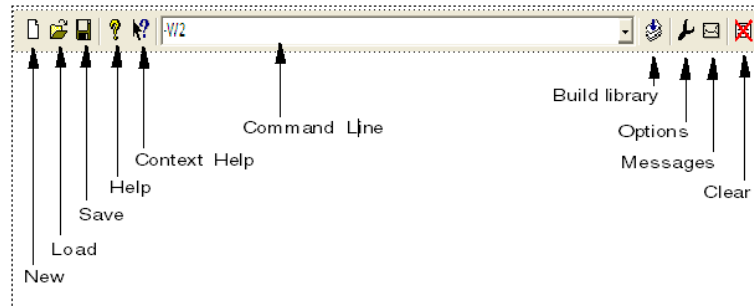 -W2
Build library
Command Line
Options
Context Help
Messages
Help
Clear
Save
Load
New